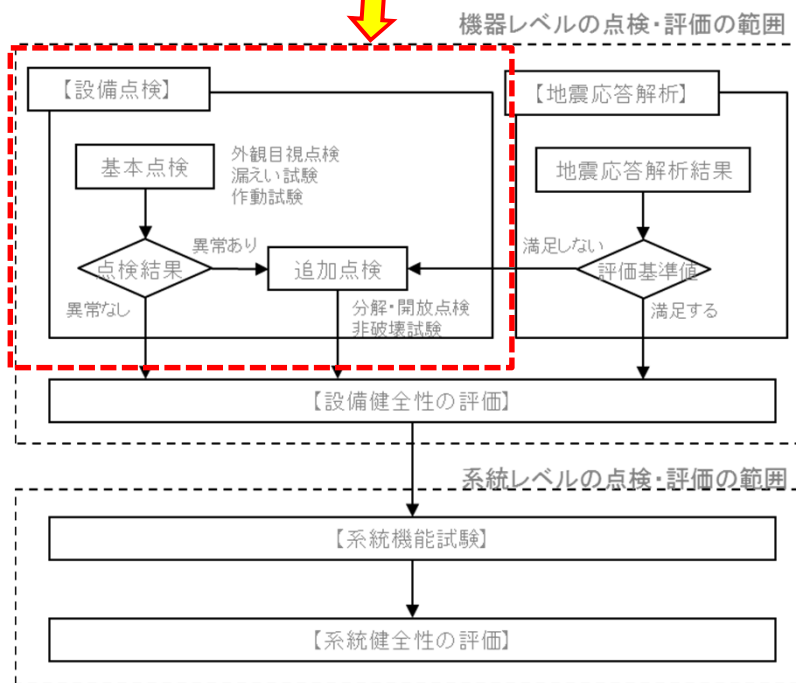 機器レベルの点検・評価の範囲
【設備点検】
【地震応答解析】
基本点検
外観目視点検
漏えい試験
作動試験
地震応答解析結果
点検結果
異常あり
追加点検
満足しない
評価基準値
異常なし
分解・開放点検
非破壊試験
満足する
【設備健全性の評価】
系統レベルの点検・評価の範囲
【系統機能試験】
【系統健全性の評価】